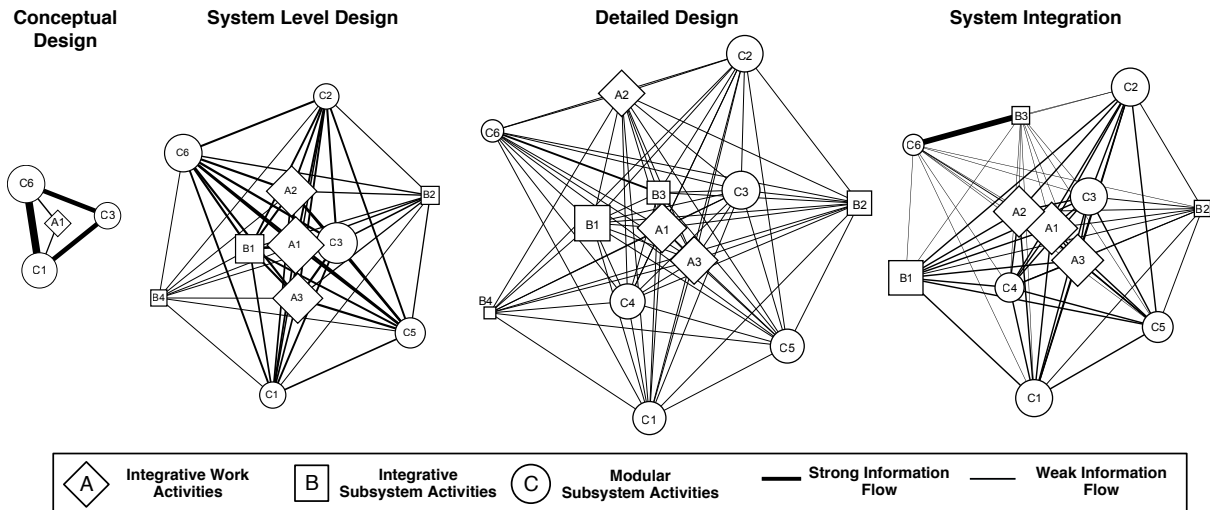 Conceptual
Design
System Level Design
Detailed Design
System Integration
C6
A1
C3
C1
C2
C6
A2
B2
B1
A1
C3
B4
A3
C5
C1
C2
A2
C6
B3
C3
B2
B1
A1
A3
B4
C4
C5
C1
C2
B3
C6
C3
A2
B2
A1
A3
B1
C4
C5
C1
A
Integrative Work
Activities
B
Integrative
Subsystem Activities
C
Modular
Subsystem Activities
Strong Information
Flow
Weak Information
Flow